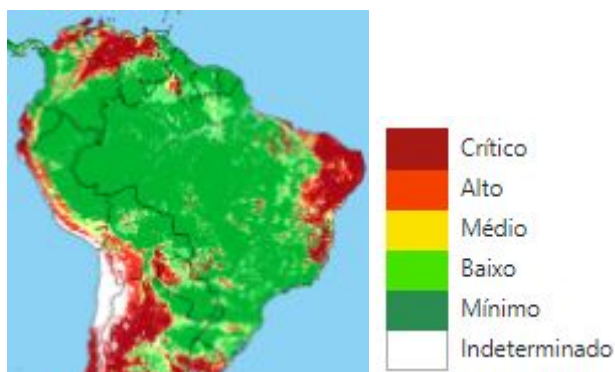 Crítico
Alto
Médio
Baixo
Mínimo
Indeterminado